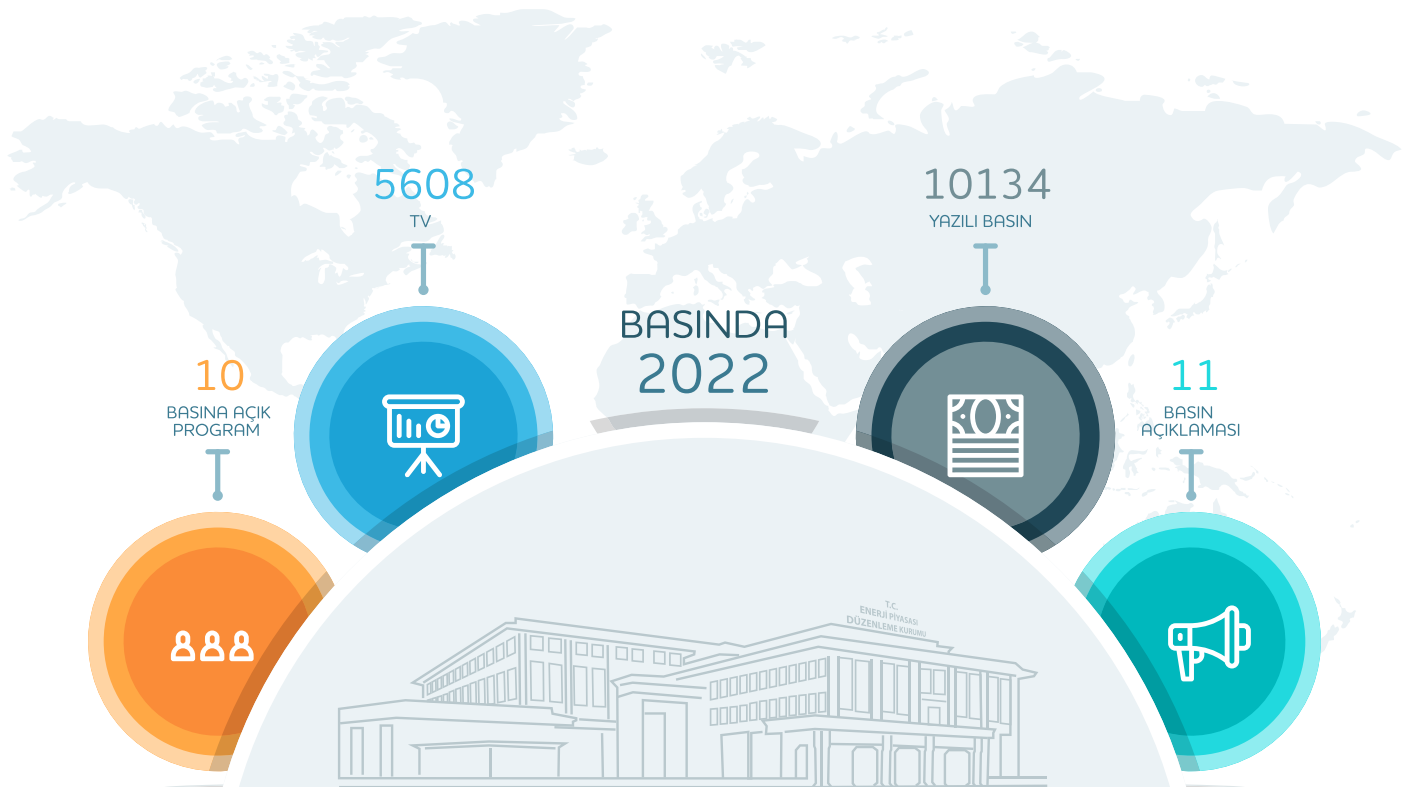 5608
TV
10134
YAZILI BASIN
BASINDA
2022
10
BASINA AÇIK
PROGRAM
11
BASIN
AÇIKLAMASI
T.C.
ENERJİ PİYASASI
DÜZENLEME KURUMU